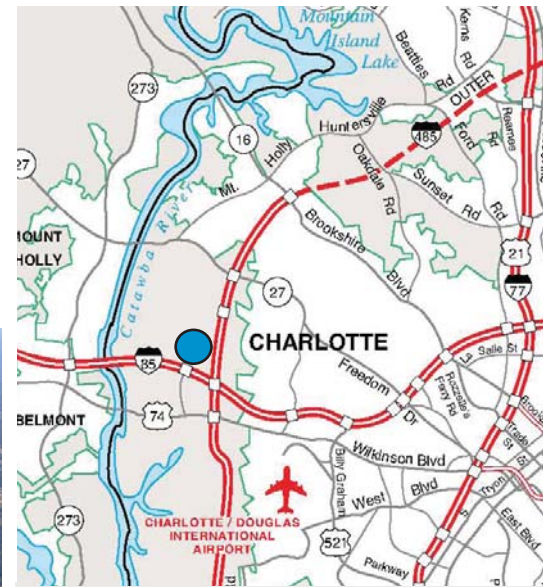 Mountain
Island
Lake
Beatties
Rd
Kerns
Rd
OUTER
273
Huntersville
485
Ford
Rd
Reames
Rd
16
Holly
Mt.
27
Oakdale
Rd
Sunset
Rd
Catawba River
Brookshire
Blvd
MOUNT
HOLLY
21
77
27
CHARLOTTE
85
La
Salle St
Freedom
Dr
Rozzelle's
Ferry Rd
74
BELMONT
Wilkinson Blvd
Trade
St
Billy Graham
West
Blvd
Tryon
St
East Blvd
273
CHARLOTTE / DOUGLAS
INTERNATIONAL
AIRPORT
521
Parkway